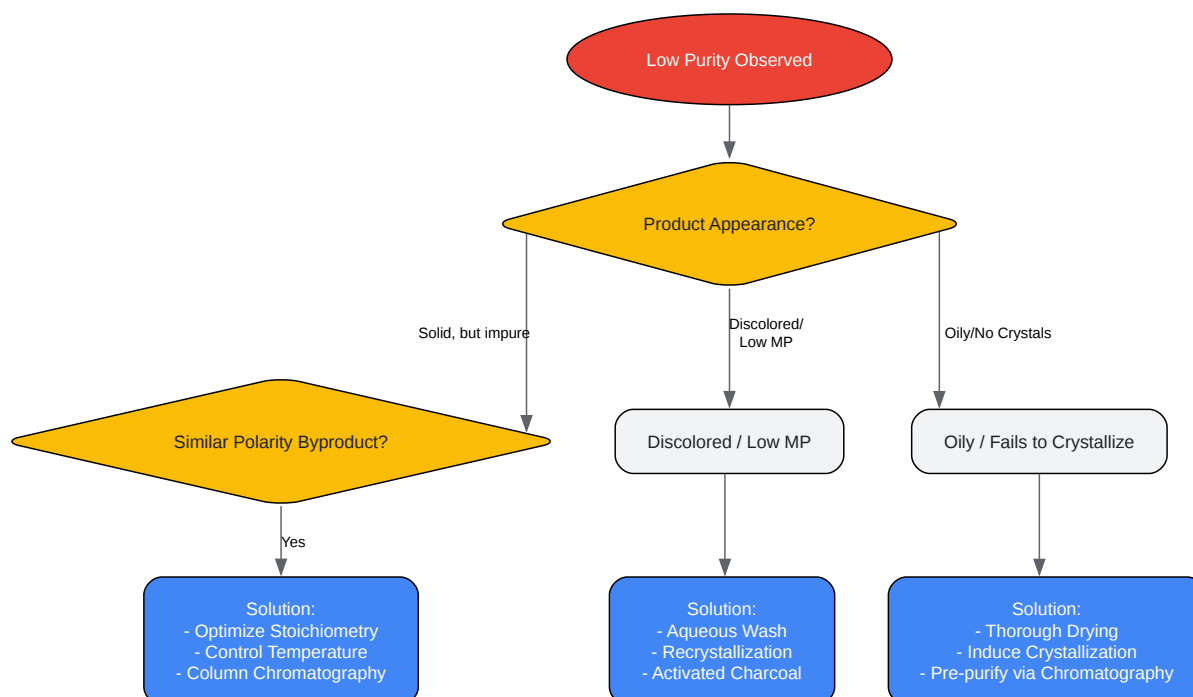 Low Purity Observed
Product Appearance?
Solid, but impure
Discolored/
Low MP
Oily/No Crystals
Similar Polarity Byproduct?
Discolored / Low MP
Oily / Fails to Crystallize
Yes
Solution:
- Optimize Stoichiometry
- Control Temperature
- Column Chromatography
Solution:
- Aqueous Wash
- Recrystallization
- Activated Charcoal
Solution:
- Thorough Drying
- Induce Crystallization
- Pre-purify via Chromatography